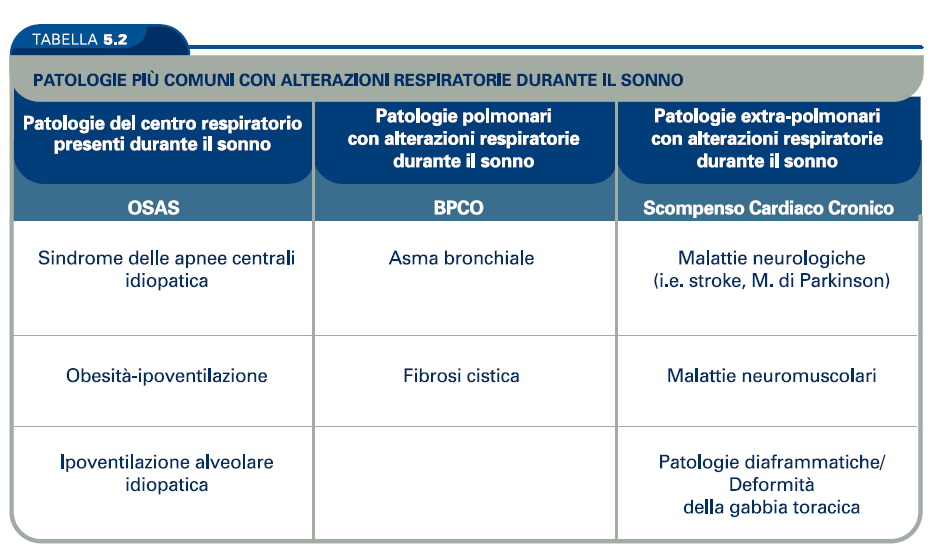 TABELLA 5.2
PATOLOGIE PIÙ COMUNI CON ALTERAZIONI RESPIRATORIE DURANTE IL SONNO
Patologie del centro respiratorio
presenti durante il sonno
Patologie polmonari
con alterazioni respiratorie
durante il sonno
Patologie extra-polmonari
con alterazioni respiratorie
durante il sonno
OSAS
BPCO
Scompenso Cardiaco Cronico
Sindrome delle apnee centrali
idiopatica
Asma bronchiale
Malattie neurologiche
(i.e. stroke, M. di Parkinson)
Obesità-ipoventilazione
Fibrosi cistica
Malattie neuromuscolari
Ipoventilazione alveolare
idiopatica
Patologie diaframmatiche/
Deformità
della gabbia toracica